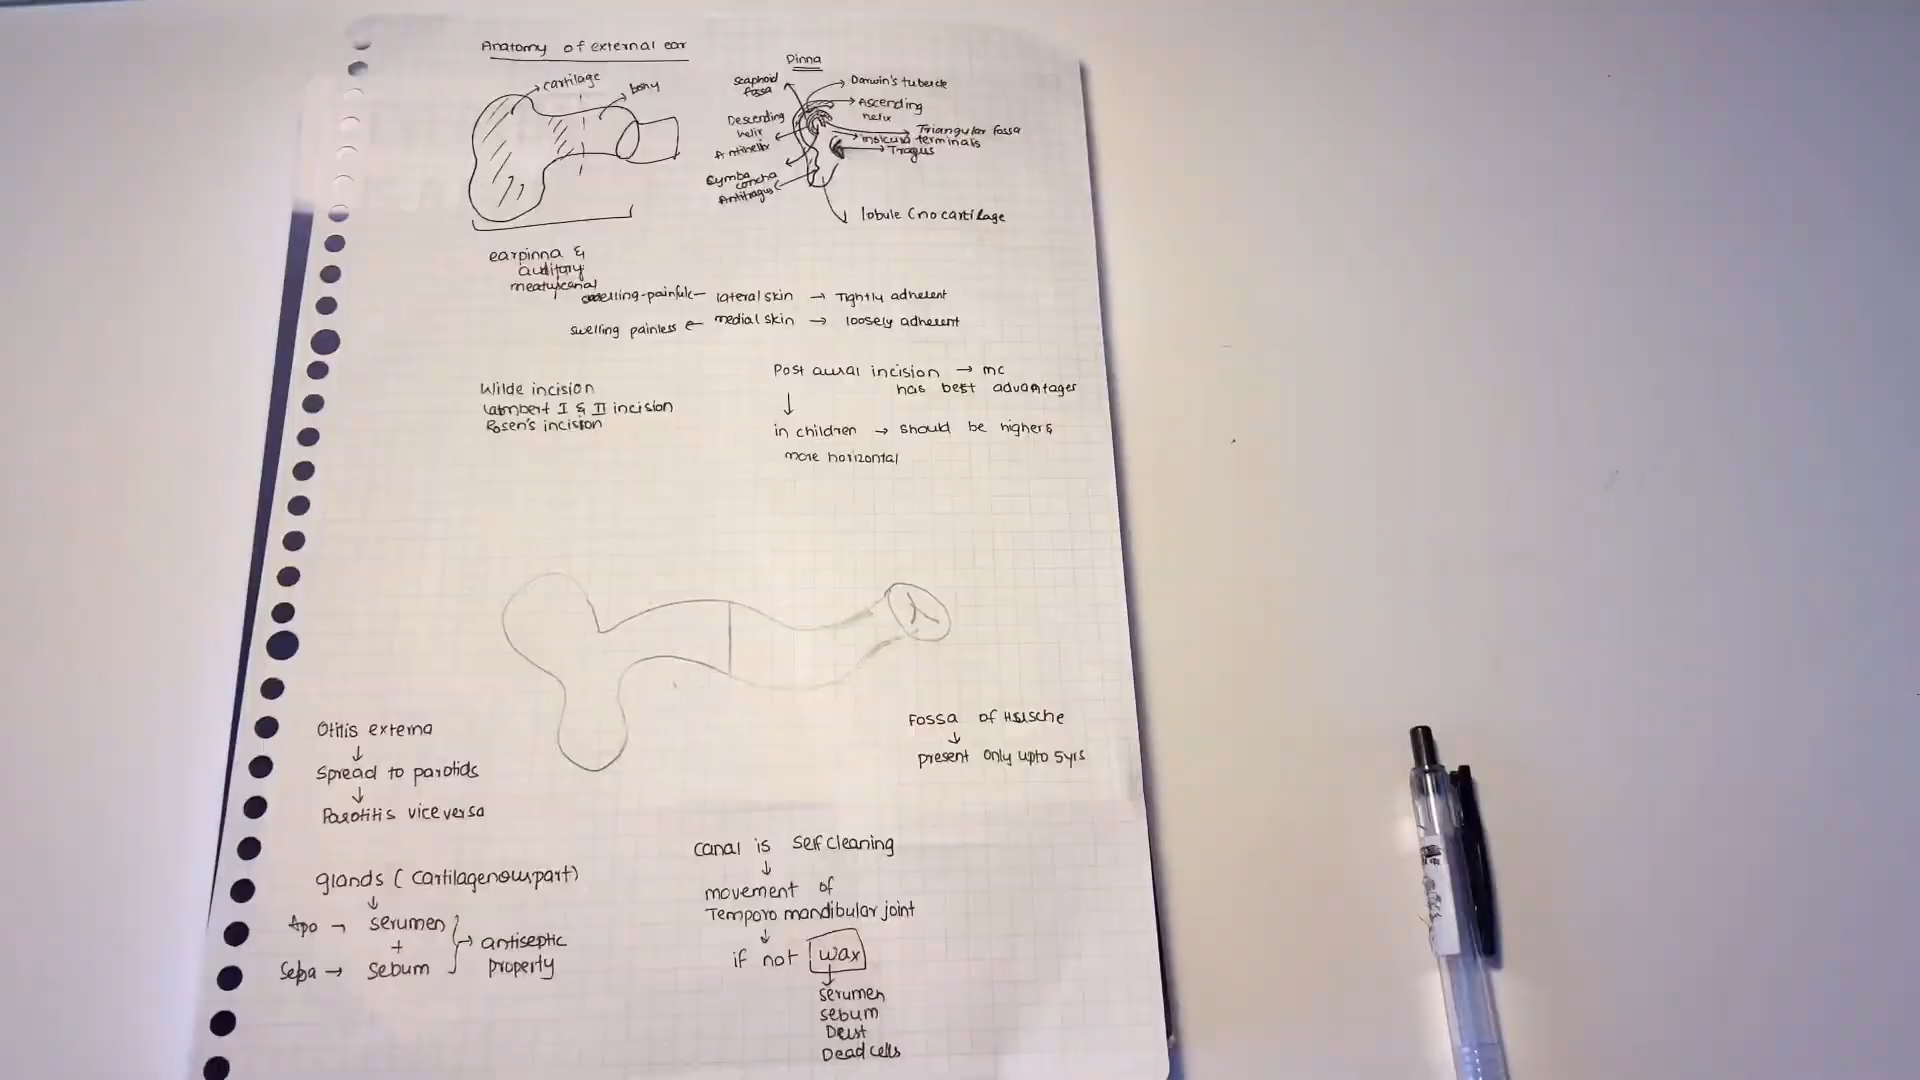 Anatomy of external ear
cartilage
bony
earpinna &
auditory
meatus/canal
Pinna
Scaphoid
fossa
Darwin's tubercle
Ascending
helix
Descending
helix
Triangular fossa
terminalis
Antihelix
Tragus
Cymba
concha
Antitragus
lobule (no cartilage
swelling-painful ← lateral skin → Tightly adherent
swelling painless ← medial skin → loosely adherent
Wilde incision
Lambert I & II incision
Rosen's incision
Post aural incision → mc
has best advantages
↓
in children → should be higher &
more horizontal
Otitis externa
↓
Spread to parotids
↓
Parotitis viceversa
Fossa of
↓
present only upto 5yrs
glands ( cartilagenous part)
↓
Apo → serumen
+
Seba → sebum
→ antiseptic
property
canal is self cleaning
↓
movement of
Temporo mandibular joint
↓
if not wax
↓
serumen
sebum
Dust
Dead cells